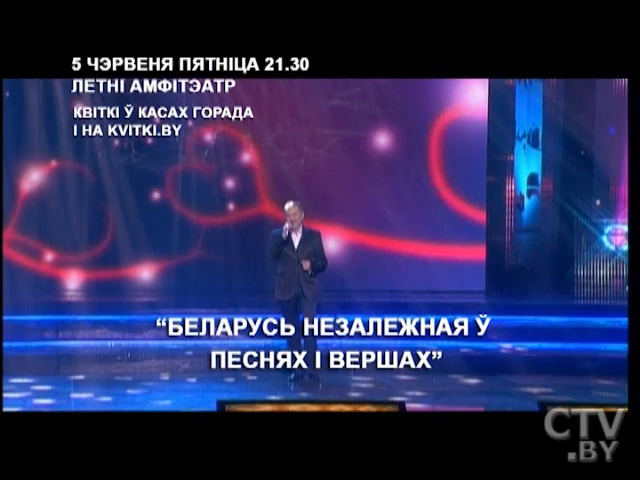 5 ЧЭРВЕНЯ ПЯТНІЦА 21.30
ЛЕТНІ АМФІТЭАТР
КВІТКІ Ў КАСАХ ГОРАДА
І НА KVITKI.BY
“БЕЛАРУСЬ НЕЗАЛЕЖНАЯ Ў
ПЕСНЯХ І ВЕРШАХ”
CTV
.BY